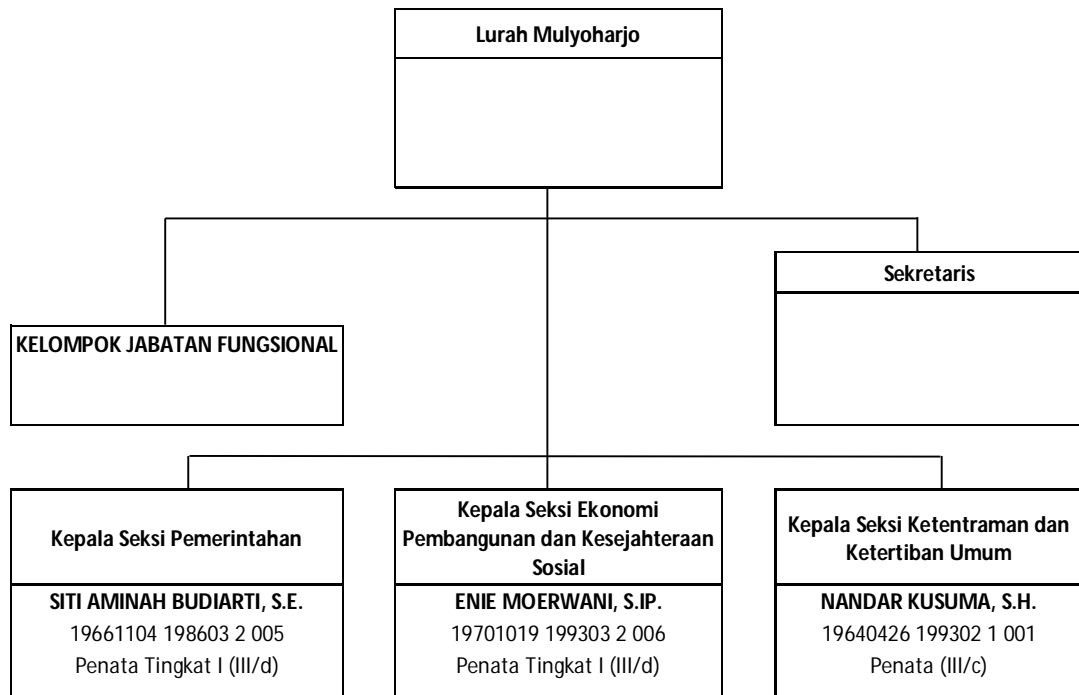 Lurah Mulyoharjo
Sekretaris
KELOMPOK JABATAN FUNGSIONAL
Kepala Seksi Pemerintahan
Kepala Seksi Ekonomi
Pembangunan dan Kesejahteraan
Sosial
Kepala Seksi Ketentraman dan
Ketertiban Umum
SITI AMINAH BUDIARTI, S.E.
19661104 198603 2 005
Penata Tingkat I (III/d)
ENIE MOERWANI, S.IP.
19701019 199303 2 006
Penata Tingkat I (III/d)
NANDAR KUSUMA, S.H.
19640426 199302 1 001
Penata (III/c)